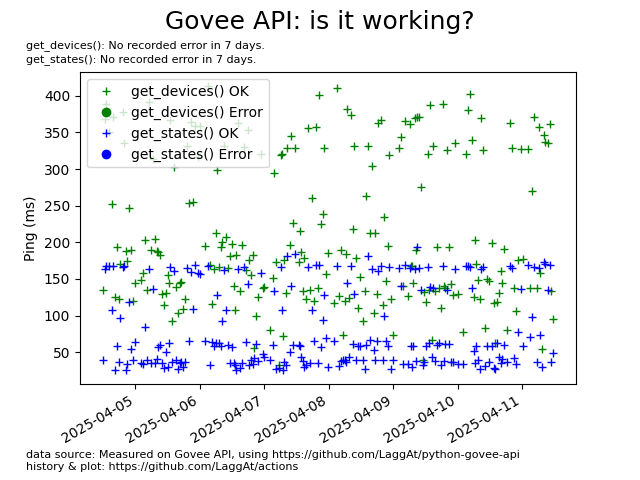 Govee API: is it working?
get_devices(): No recorded error in 7 days.
get_states(): No recorded error in 7 days.
400
350
300
250
200
150
100
50
Ping (ms)
get_devices() OK
get_devices() Error
get_states() OK
get_states() Error
2025-04-05
2025-04-06
2025-04-07
2025-04-08
2025-04-09
2025-04-10
2025-04-11
data source: Measured on Govee API, using https://github.com/LaggAt/python-govee-api
history & plot: https://github.com/LaggAt/actions